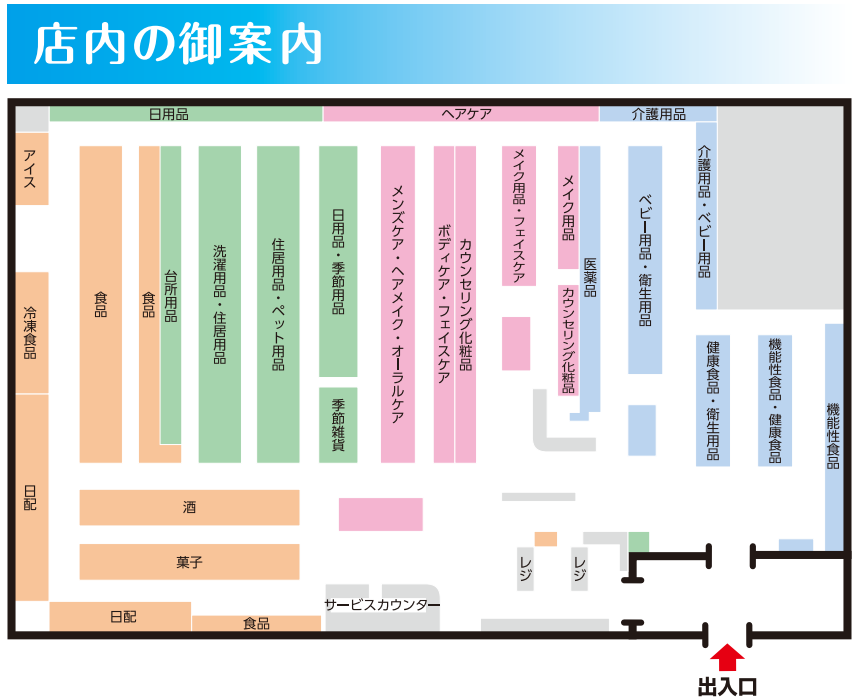 店内の御案内
日用品
ヘアケア
介護用品
アイス
冷凍食品
日配
食品
食品
台所用品
洗濯用品・住居用品
住居用品・ペット用品
日用品・季節用品
季節雑貨
メンズケア・ヘアメイク・オーラルケア
ボディケア・フェイスケア
カウンセリング化粧品
メイク用品・フェイスケア
メイク用品
カウンセリング化粧品
医薬品
ベビー用品・衛生用品
介護用品・ベビー用品
健康食品・衛生用品
機能性食品・健康食品
機能性食品
酒
菓子
日配
食品
サービスカウンター
レジ
レジ
出入口